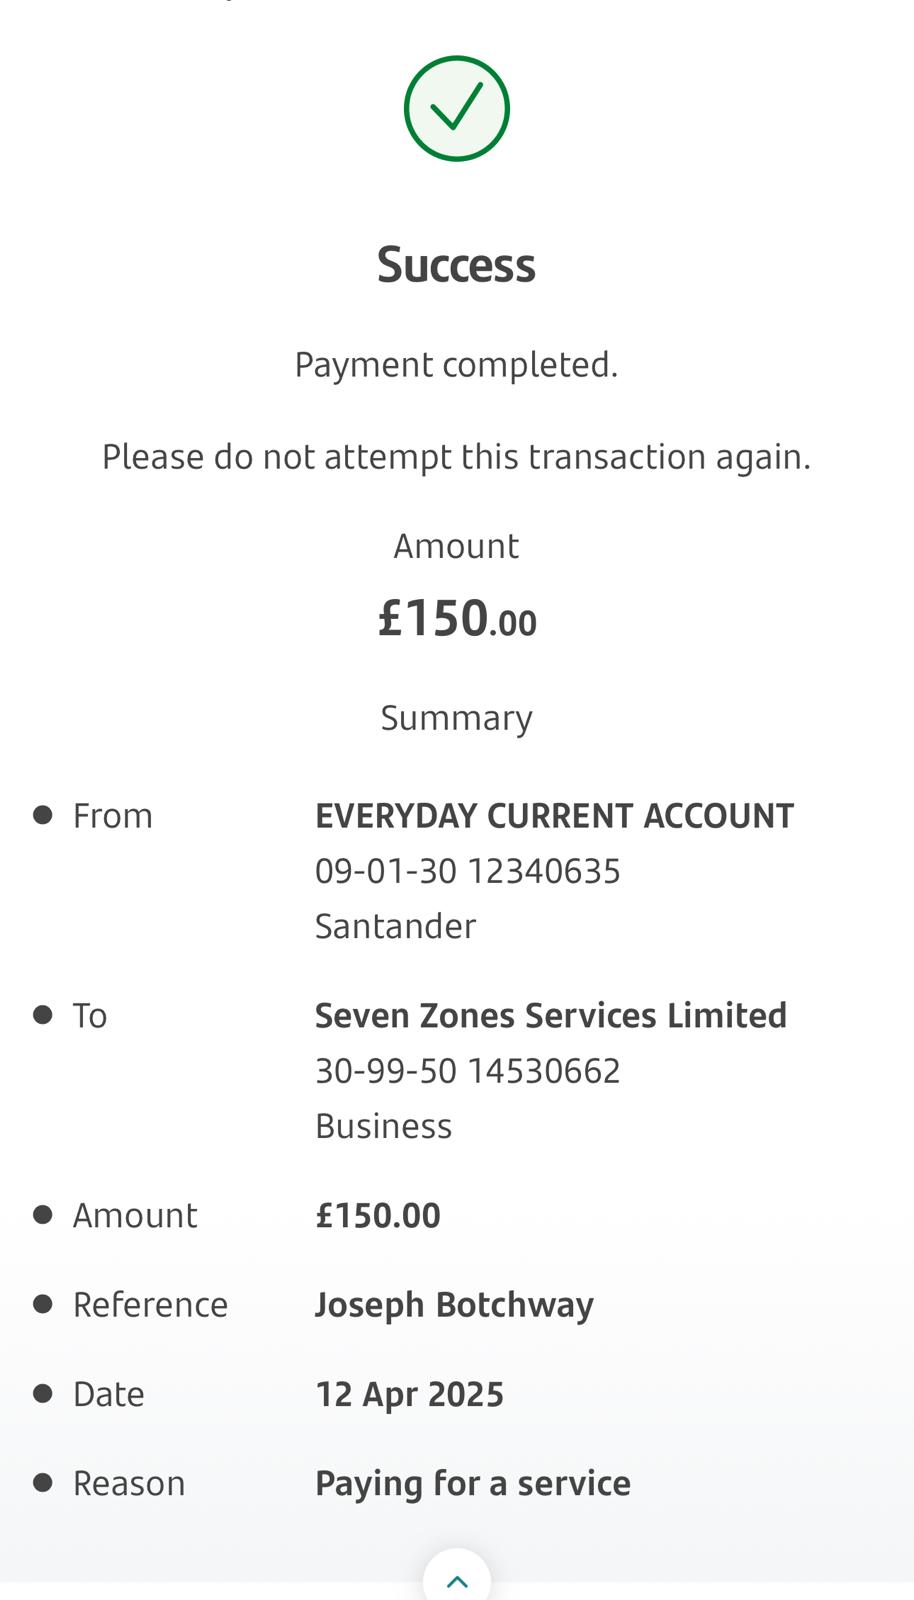 Success
Payment completed.
Please do not attempt this transaction again.
Amount
£150.00
Summary
From EVERYDAY CURRENT ACCOUNT
09-01-30 12340635
Santander
To Seven Zones Services Limited
30-99-50 14530662
Business
Amount £150.00
Reference Joseph Botchway
Date 12 Apr 2025
Reason Paying for a service